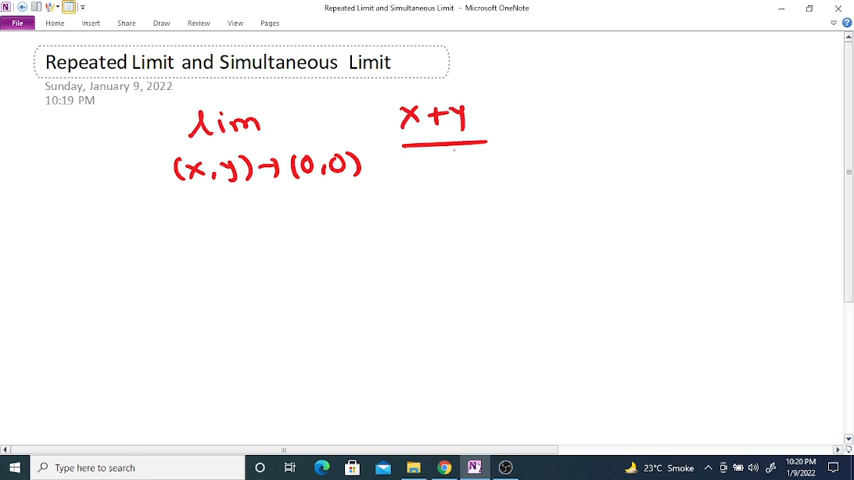 Repeated Limit and Simultaneous Limit - Microsoft OneNote
File Home Insert Share Draw Review View Pages
Repeated Limit and Simultaneous Limit
Sunday, January 9, 2022
10:19 PM
lim x+y
(x,y)→(0,0)
Type here to search
23°C Smoke
10:20 PM
1/9/2022